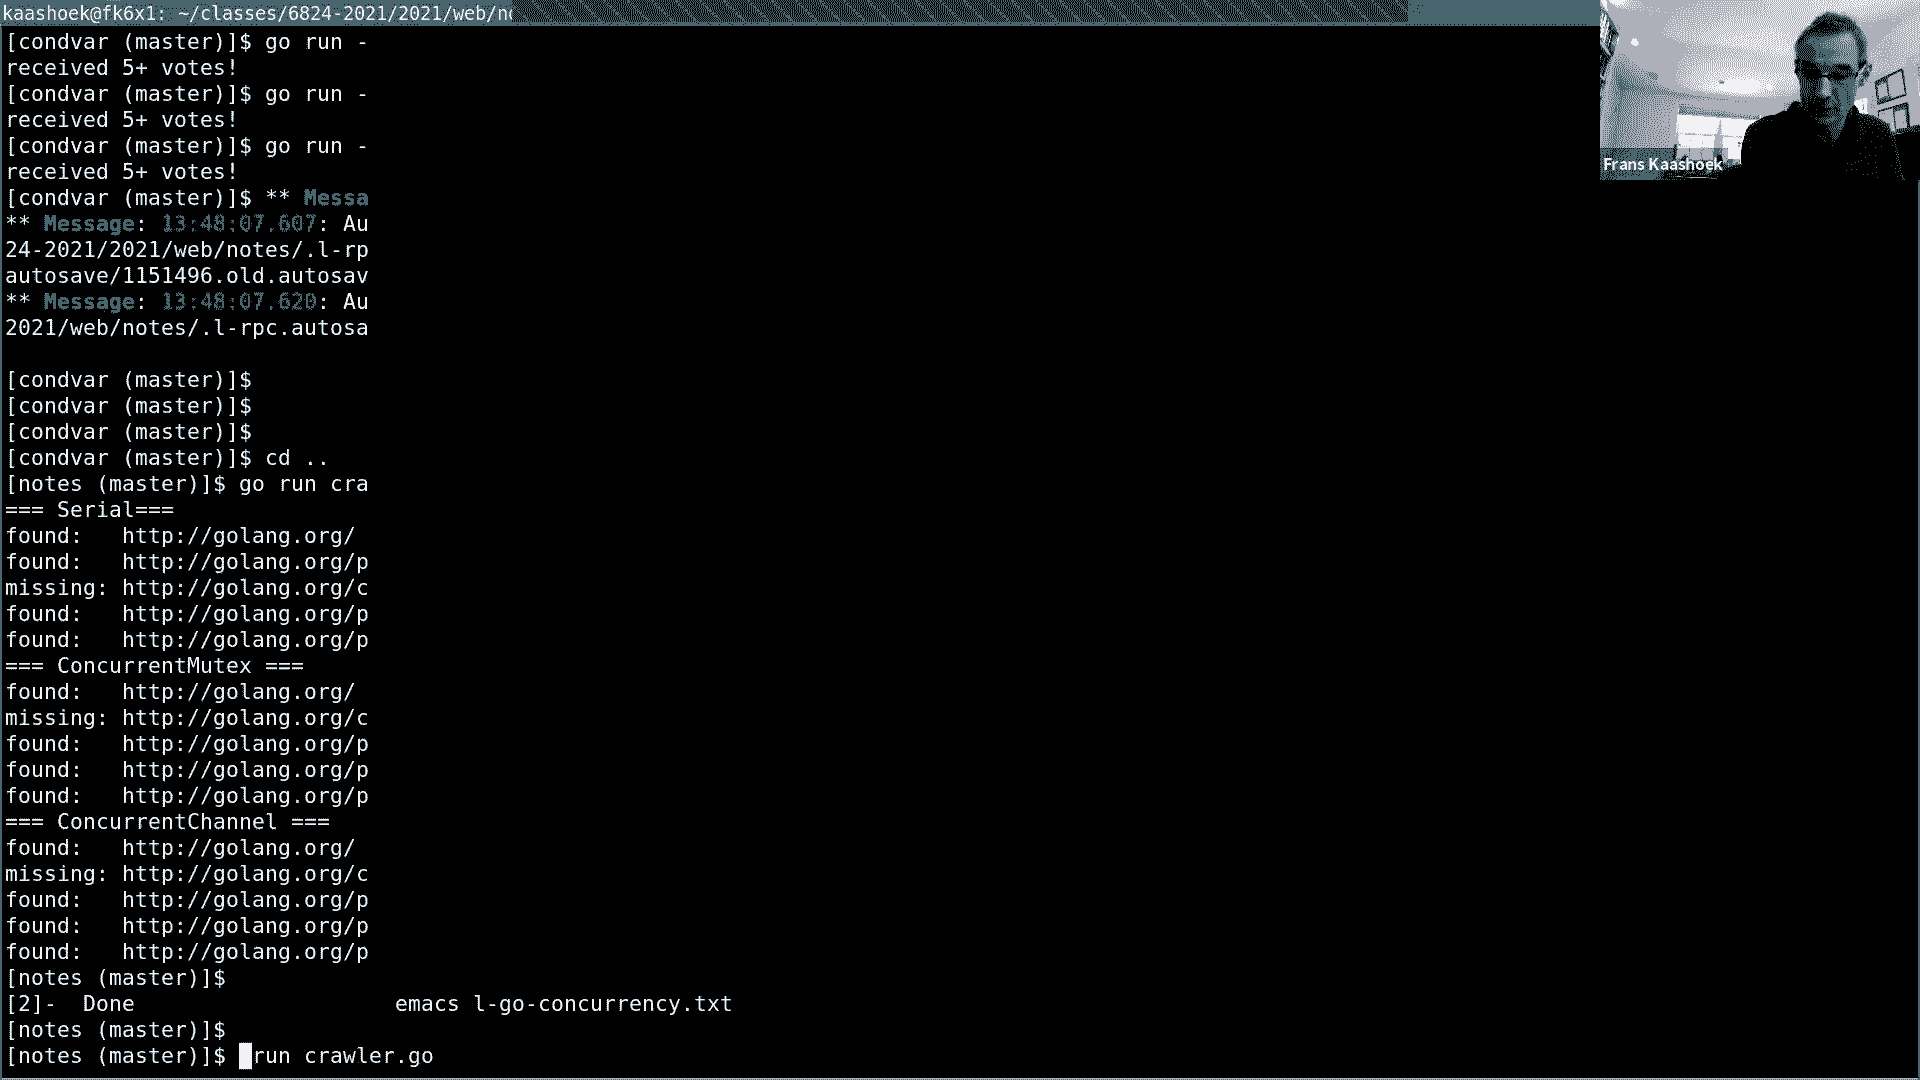 kaashoek@fk6x1: ~/classes/6824-2021/2021/web/no
[condvar (master)]$ go run -
received 5+ votes!
[condvar (master)]$ go run -
received 5+ votes!
[condvar (master)]$ go run -
received 5+ votes!
[condvar (master)]$ ** Messa
** Message: 13:48:07.607: Au
24-2021/2021/web/notes/.l-rp
autosave/1151496.old.autosav
** Message: 13:48:07.620: Au
2021/web/notes/.l-rpc.autosa
[condvar (master)]$
[condvar (master)]$
[condvar (master)]$
[condvar (master)]$ cd ..
[notes (master)]$ go run cra
=== Serial===
found:   http://golang.org/
found:   http://golang.org/p
missing: http://golang.org/c
found:   http://golang.org/p
found:   http://golang.org/p
=== ConcurrentMutex ===
found:   http://golang.org/
missing: http://golang.org/c
found:   http://golang.org/p
found:   http://golang.org/p
found:   http://golang.org/p
=== ConcurrentChannel ===
found:   http://golang.org/
missing: http://golang.org/c
found:   http://golang.org/p
found:   http://golang.org/p
found:   http://golang.org/p
[notes (master)]$
[2]-  Done                    emacs l-go-concurrency.txt
[notes (master)]$
[notes (master)]$ run crawler.go
Frans Kaashoek